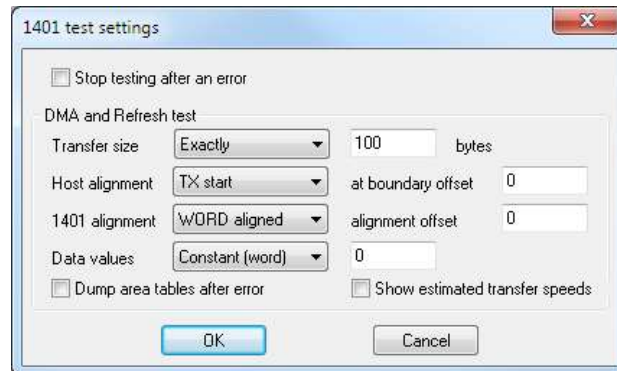 1401 test settings
Stop testing after an error
DMA and Refresh test
Transfer size Exactly 100 bytes
Host alignment TX start at boundary offset 0
1401 alignment WORD aligned alignment offset 0
Data values Constant (word) 0
Dump area tables after error Show estimated transfer speeds
OK Cancel